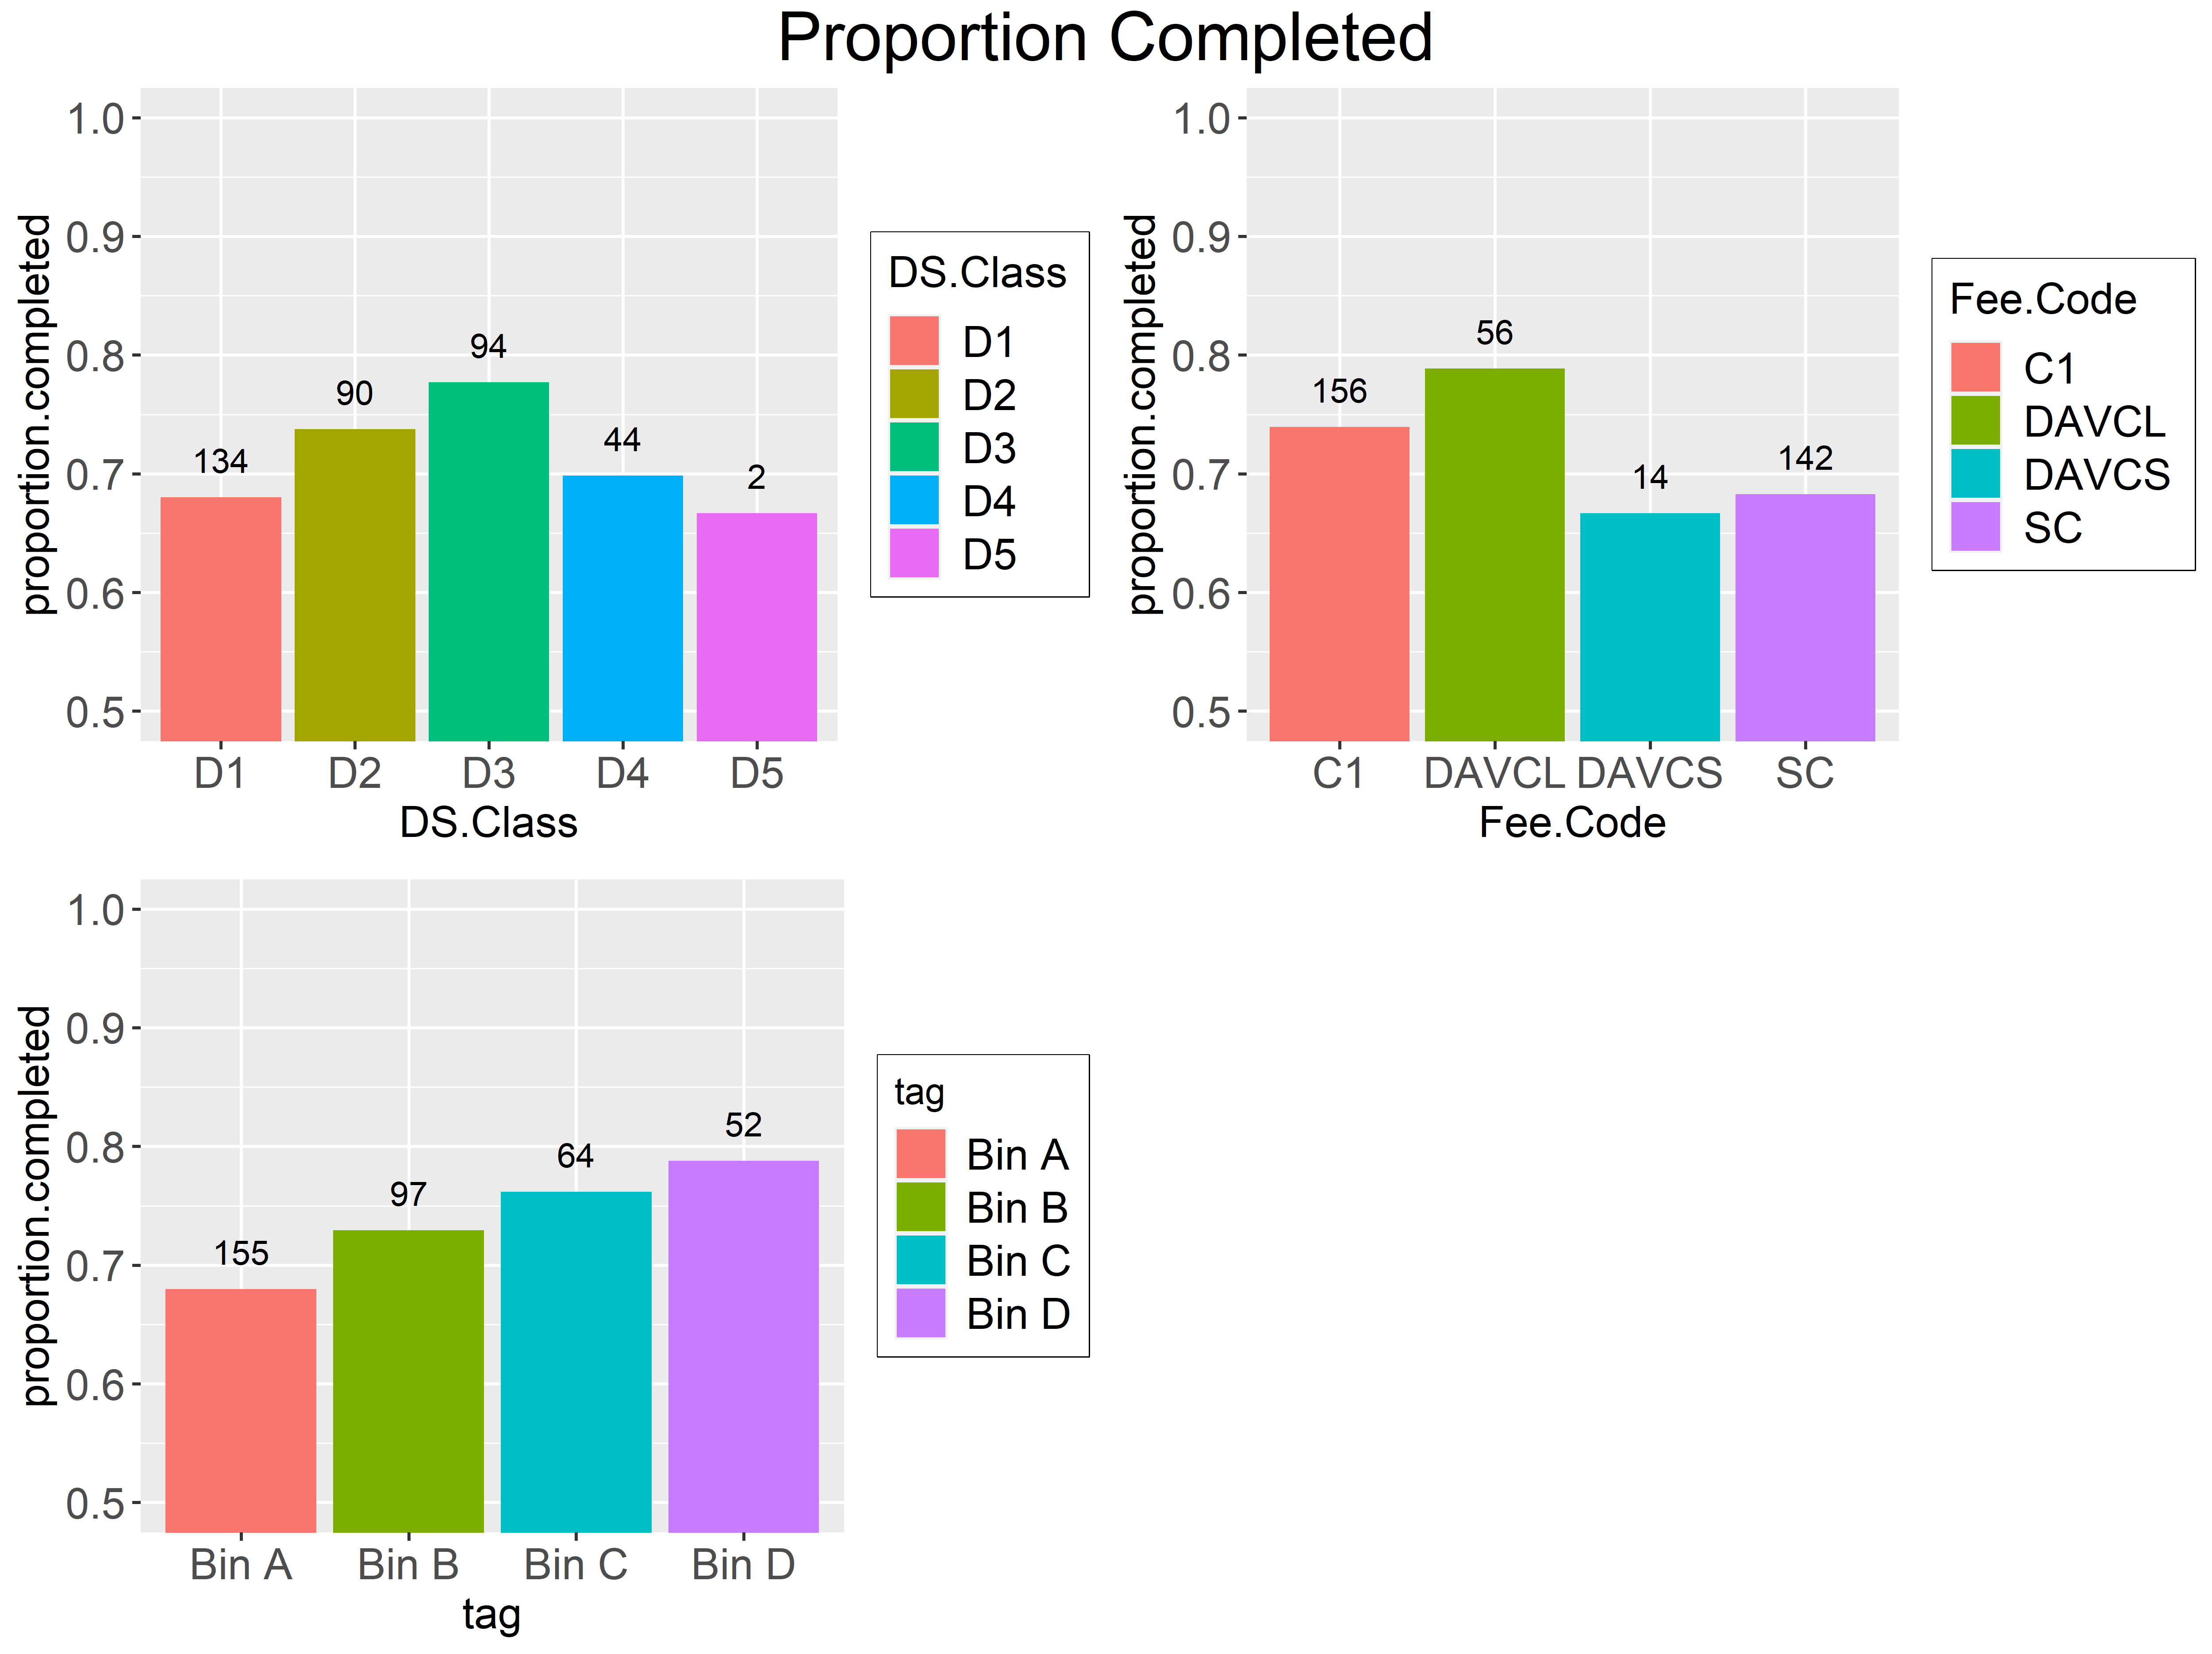 Proportion Completed
proportion.completed
1.0
0.9
0.8
0.7
0.6
0.5
134
90
94
44
2
D1
D2
D3
D4
D5
DS.Class
DS.Class
D1
D2
D3
D4
D5
proportion.completed
1.0
0.9
0.8
0.7
0.6
0.5
156
56
14
142
C1
DAVCL
DAVCS
SC
Fee.Code
Fee.Code
C1
DAVCL
DAVCS
SC
proportion.completed
1.0
0.9
0.8
0.7
0.6
0.5
155
97
64
52
Bin A
Bin B
Bin C
Bin D
tag
tag
Bin A
Bin B
Bin C
Bin D